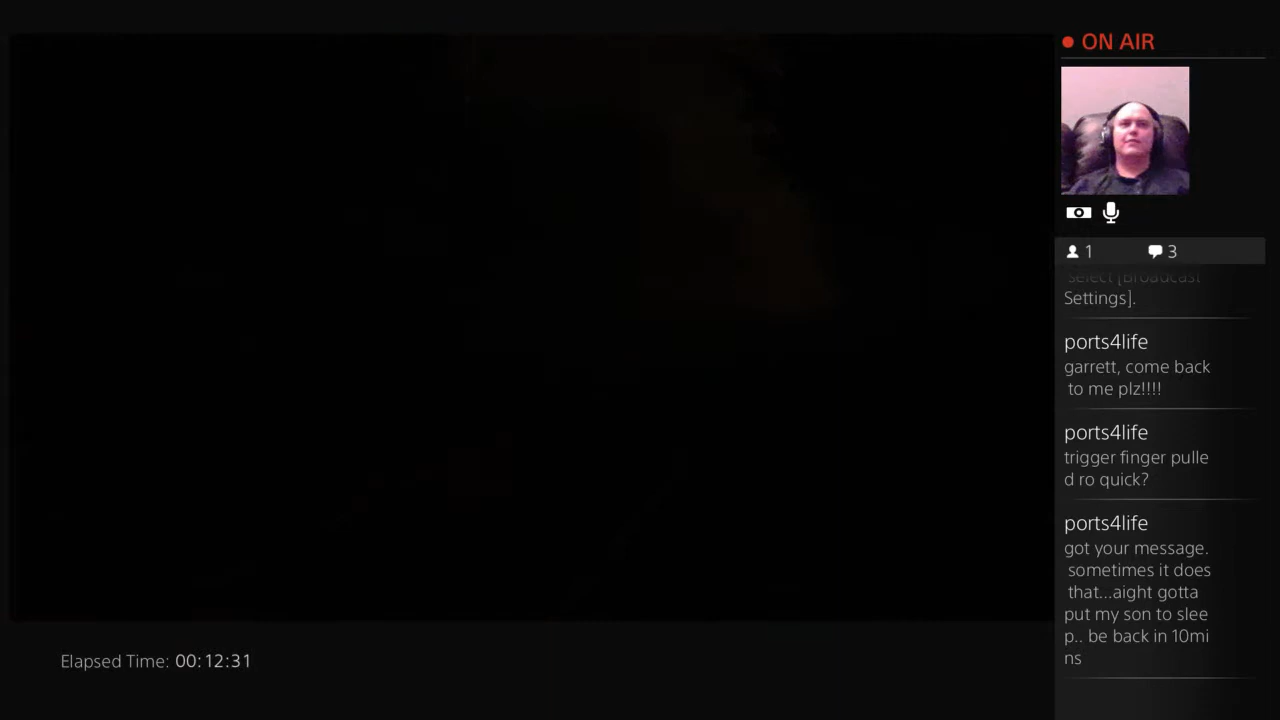 ON AIR
1 3
select [Broadcast
Settings].
ports4life
garrett, come back
to me plz!!!!
ports4life
trigger finger pulle
d ro quick?
ports4life
got your message.
sometimes it does
that...aight gotta
put my son to slee
p.. be back in 10mi
ns
Elapsed Time: 00:12:31